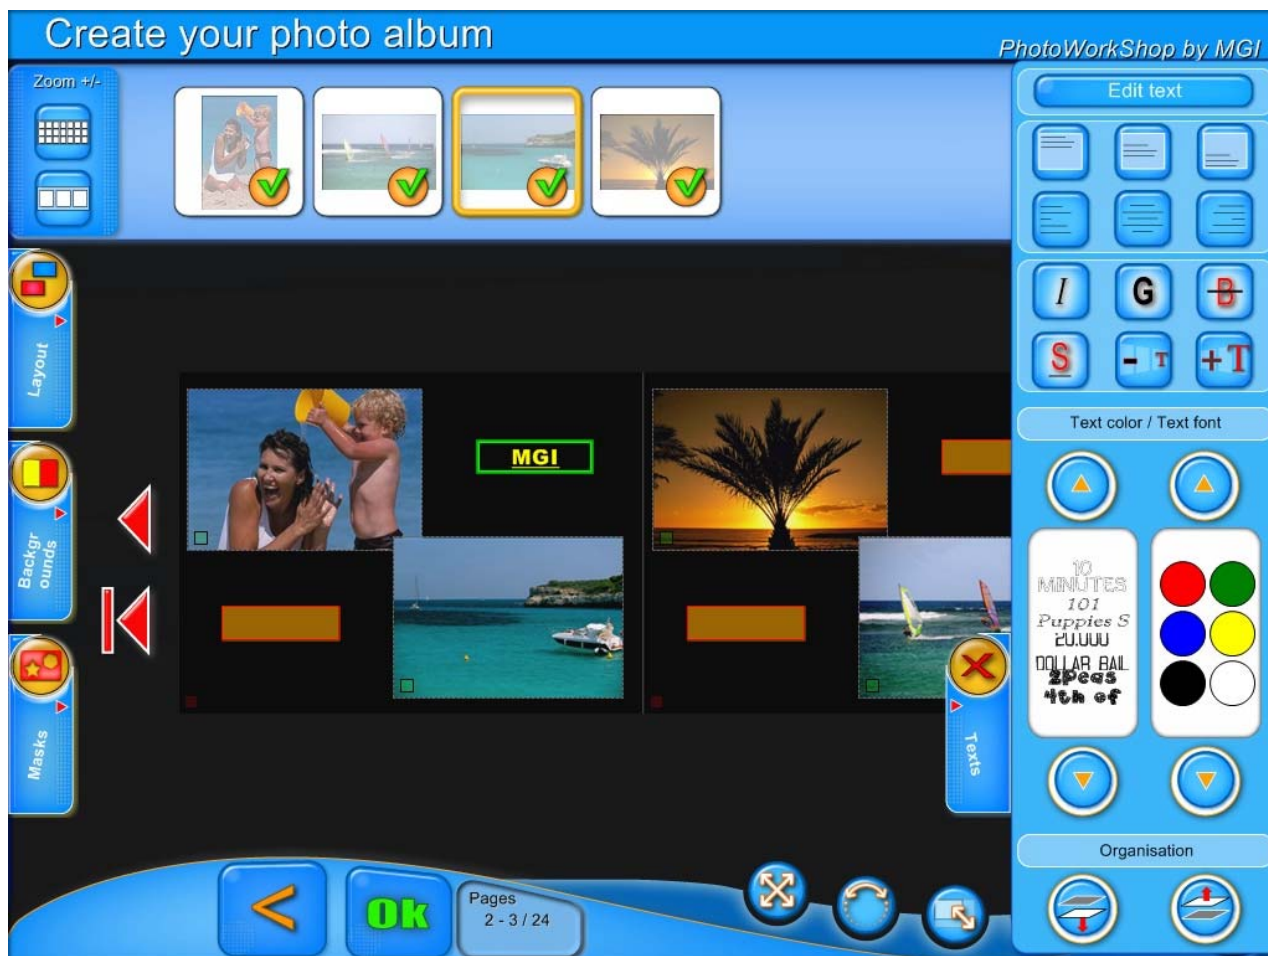 Create your photo album
PhotoWorkShop by MGI
Zoom +/-
Edit text
I
G
B
S
- T
+T
Layout
Text color / Text font
MGI
Backgr
ounds
10
MINUTES
101
Puppies S
20.000
DOLLAR BAIL
2Peas
4th of
Masks
Texts
Organisation
<
Ok
Pages
2 - 3 / 24